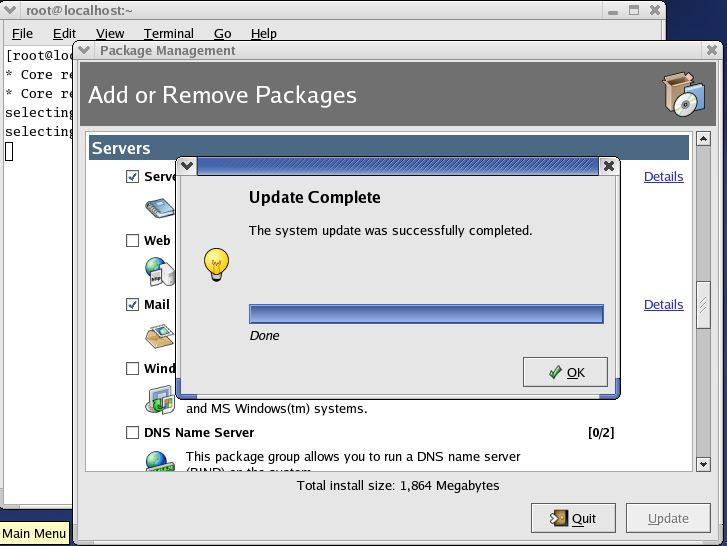 root@localhost:~
File Edit View Terminal Go Help
[root@loc
* Core re
* Core re
selecting
selecting
Package Management
Add or Remove Packages
Servers
Serve
Details
Web
Mail
Details
Wind
and MS Windows(tm) systems.
DNS Name Server [0/2]
This package group allows you to run a DNS name server
(BIND) on the system.
Total install size: 1,864 Megabytes
Quit Update
Update Complete
The system update was successfully completed.
Done
OK
Main Menu